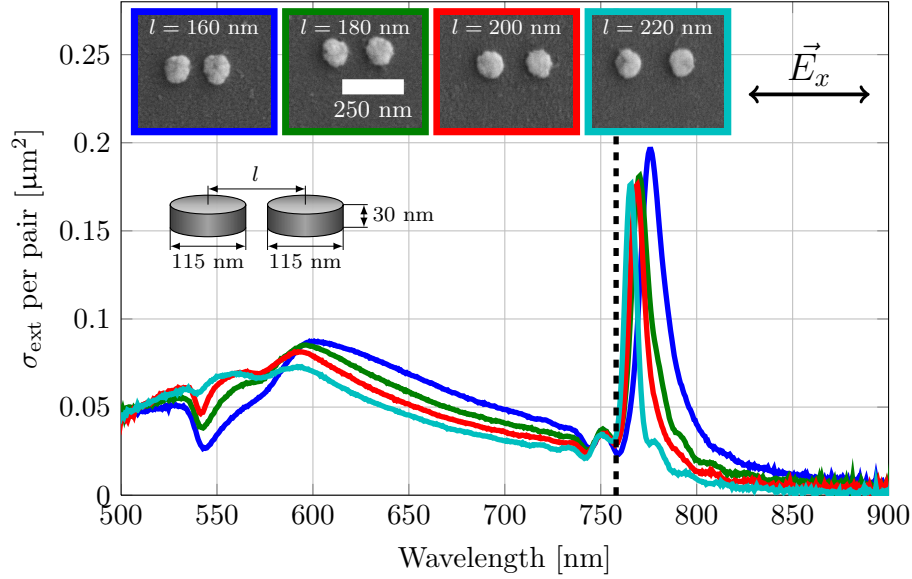 l = 160 nm
l = 180 nm
l = 200 nm
l = 220 nm
250 nm
E⃗x
l
30 nm
115 nm
115 nm
0.25
0.2
0.15
0.1
0.05
0
σext per pair [µm²]
500
550
600
650
700
750
800
850
900
Wavelength [nm]